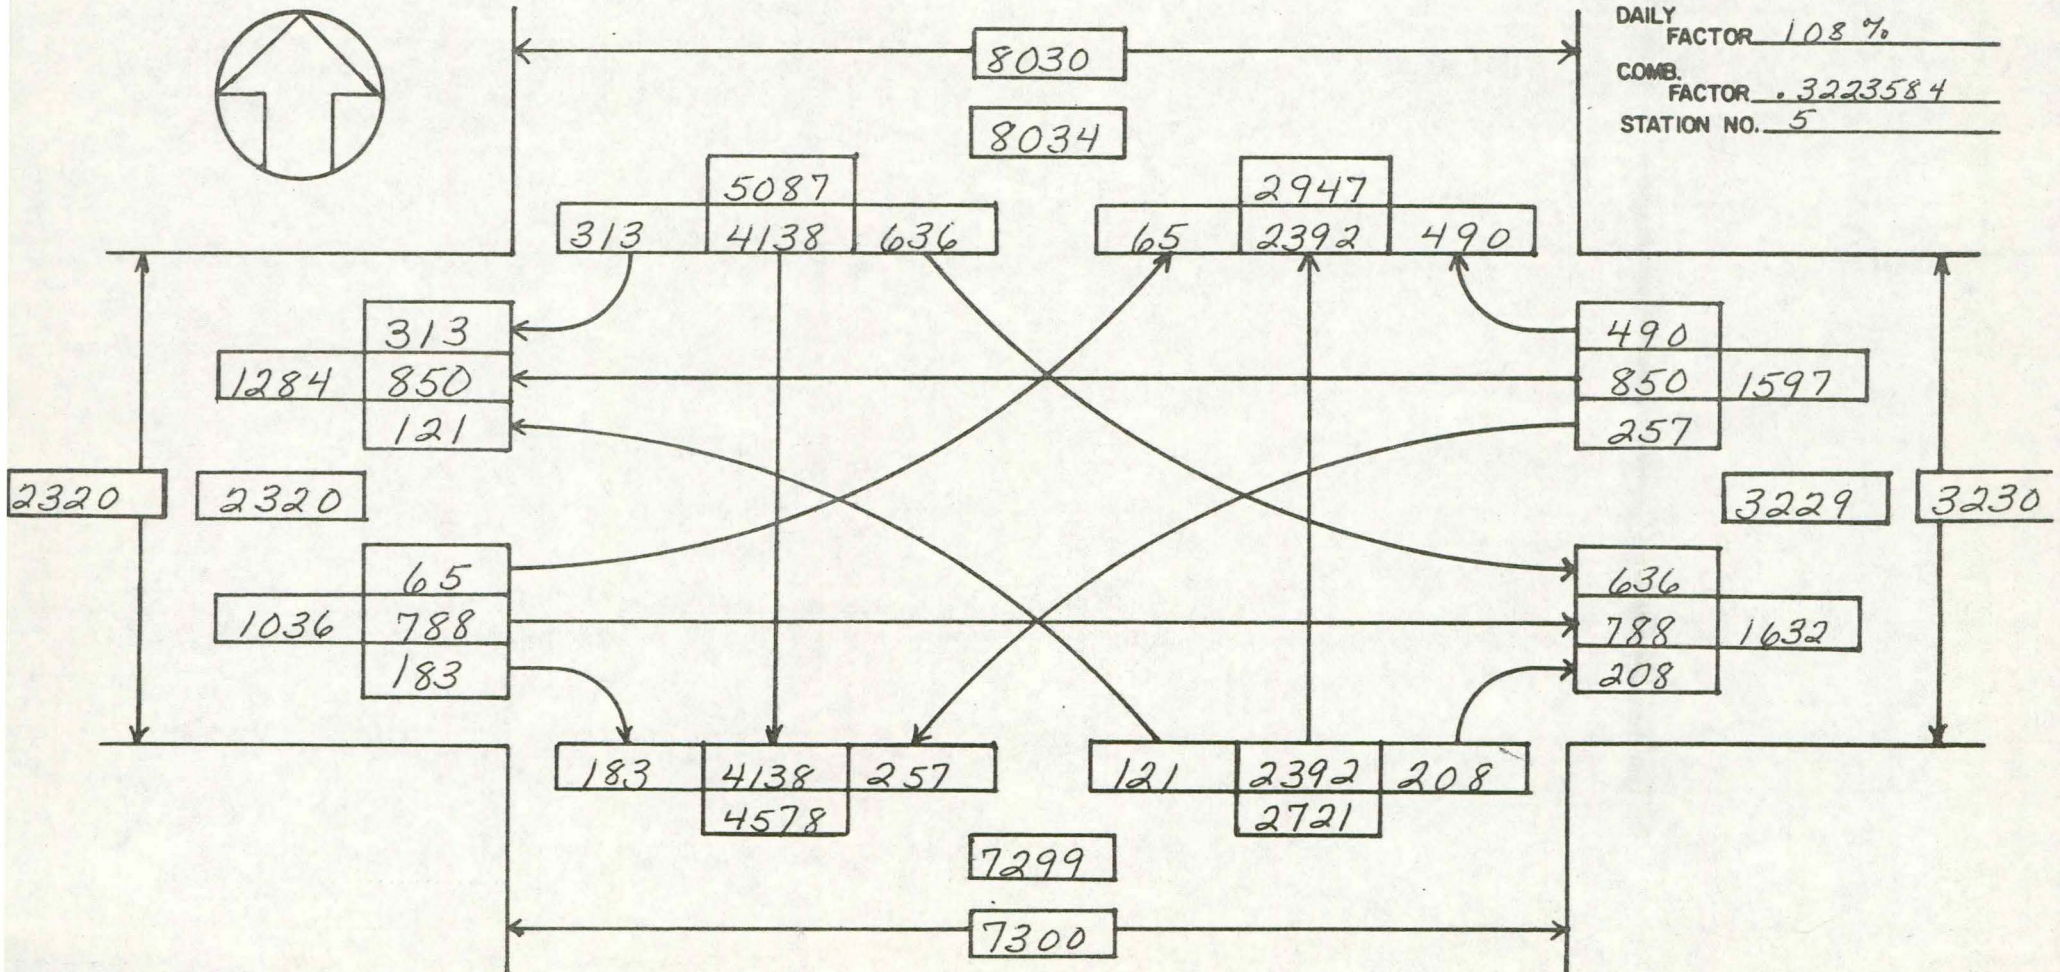 DAILY
FACTOR 108 %
8030
COMB.
FACTOR .3223584
8034
STATION NO. 5
5087
2947
313 4138 636
65 2392 490
313
490
1284 850
850 1597
121
257
2320
2320
3229
3230
65
636
1036 788
788 1632
183
208
183 4138 257
121 2392 208
4578
2721
7299
7300